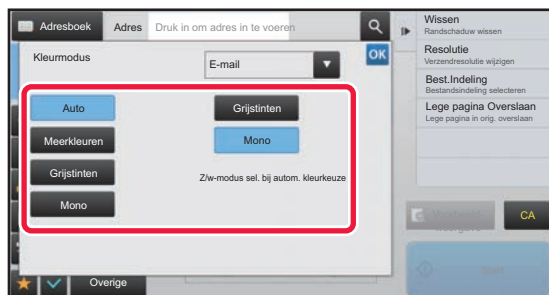 Adresboek
Adres
Druk in om adres in te voeren
Kleurmodus
E-mail
OK
Auto
Meerkleuren
Grijstinten
Mono
Grijstinten
Mono
Z/w-modus sel. bij autom. kleurkeuze
Overige
Wissen
Randschaduw wissen
Resolutie
Verzendresolutie wijzigen
Best.Indeling
Bestandsindeling selecteren
Lege pagina Overslaan
Lege pagina in orig. overslaan
CA
Start